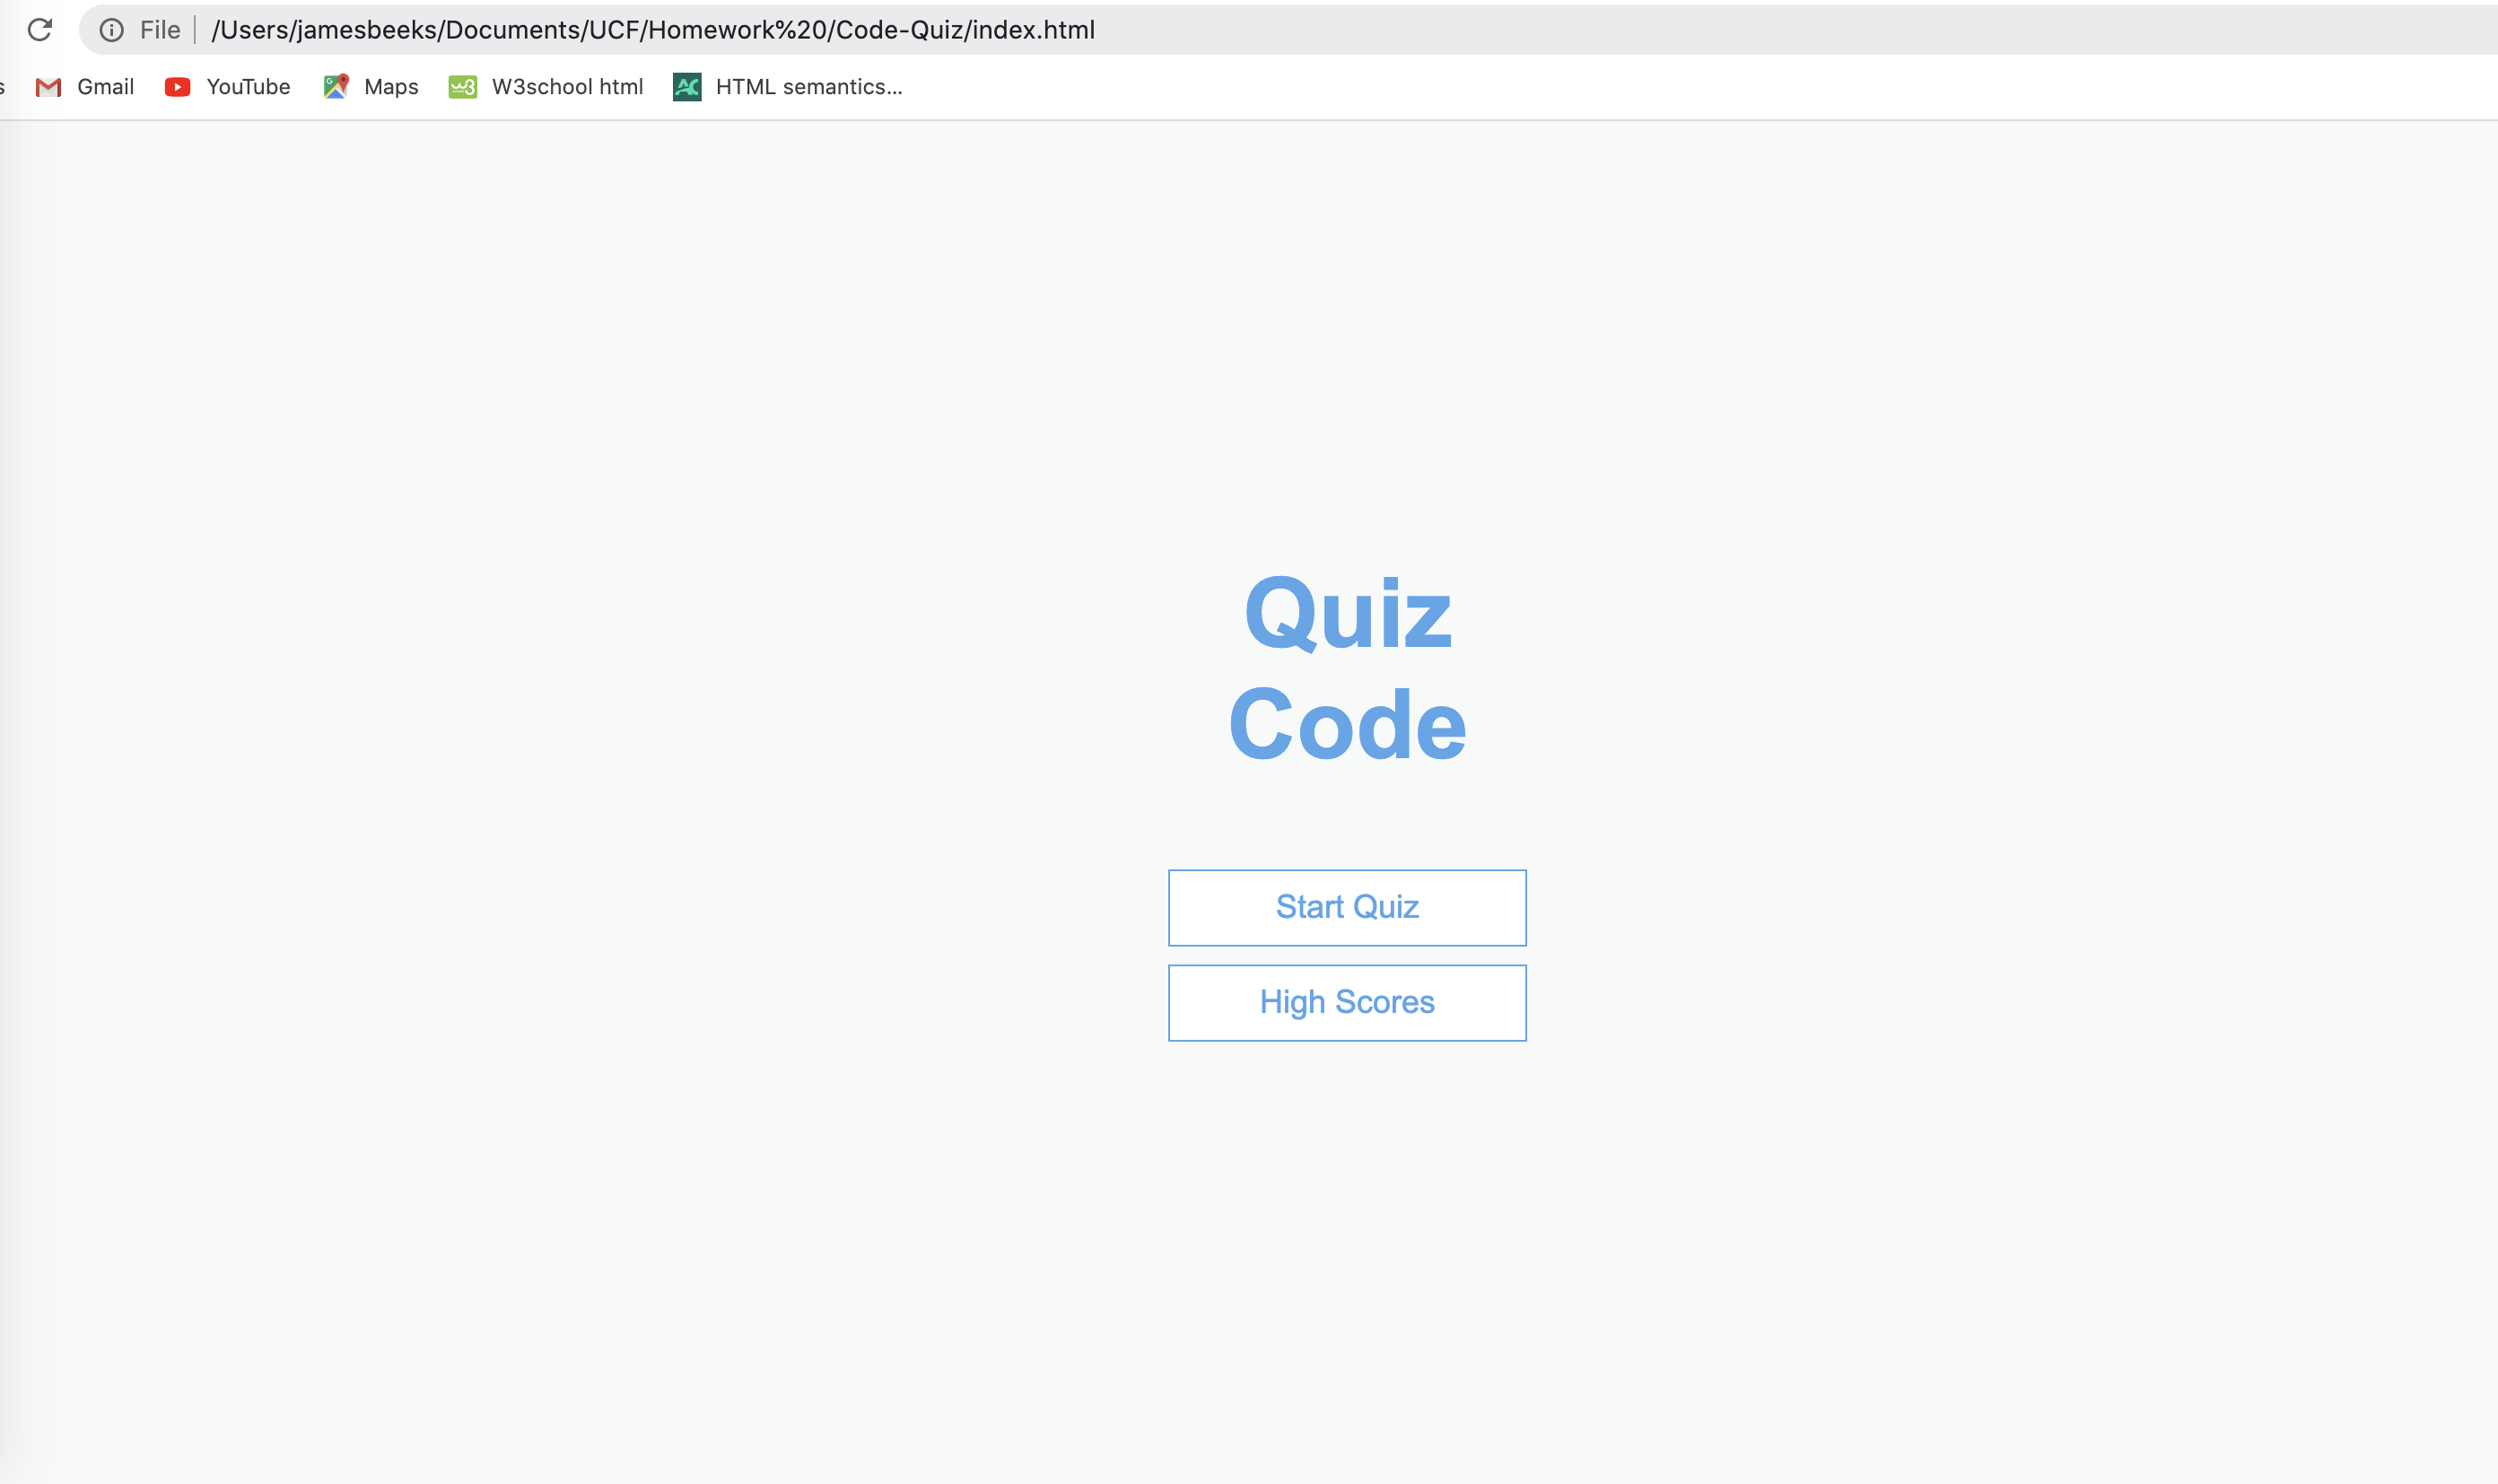 File /Users/jamesbeeks/Documents/UCF/Homework%20/Code-Quiz/index.html
s Gmail YouTube Maps W3school html HTML semantics...
Quiz
Code
Start Quiz
High Scores